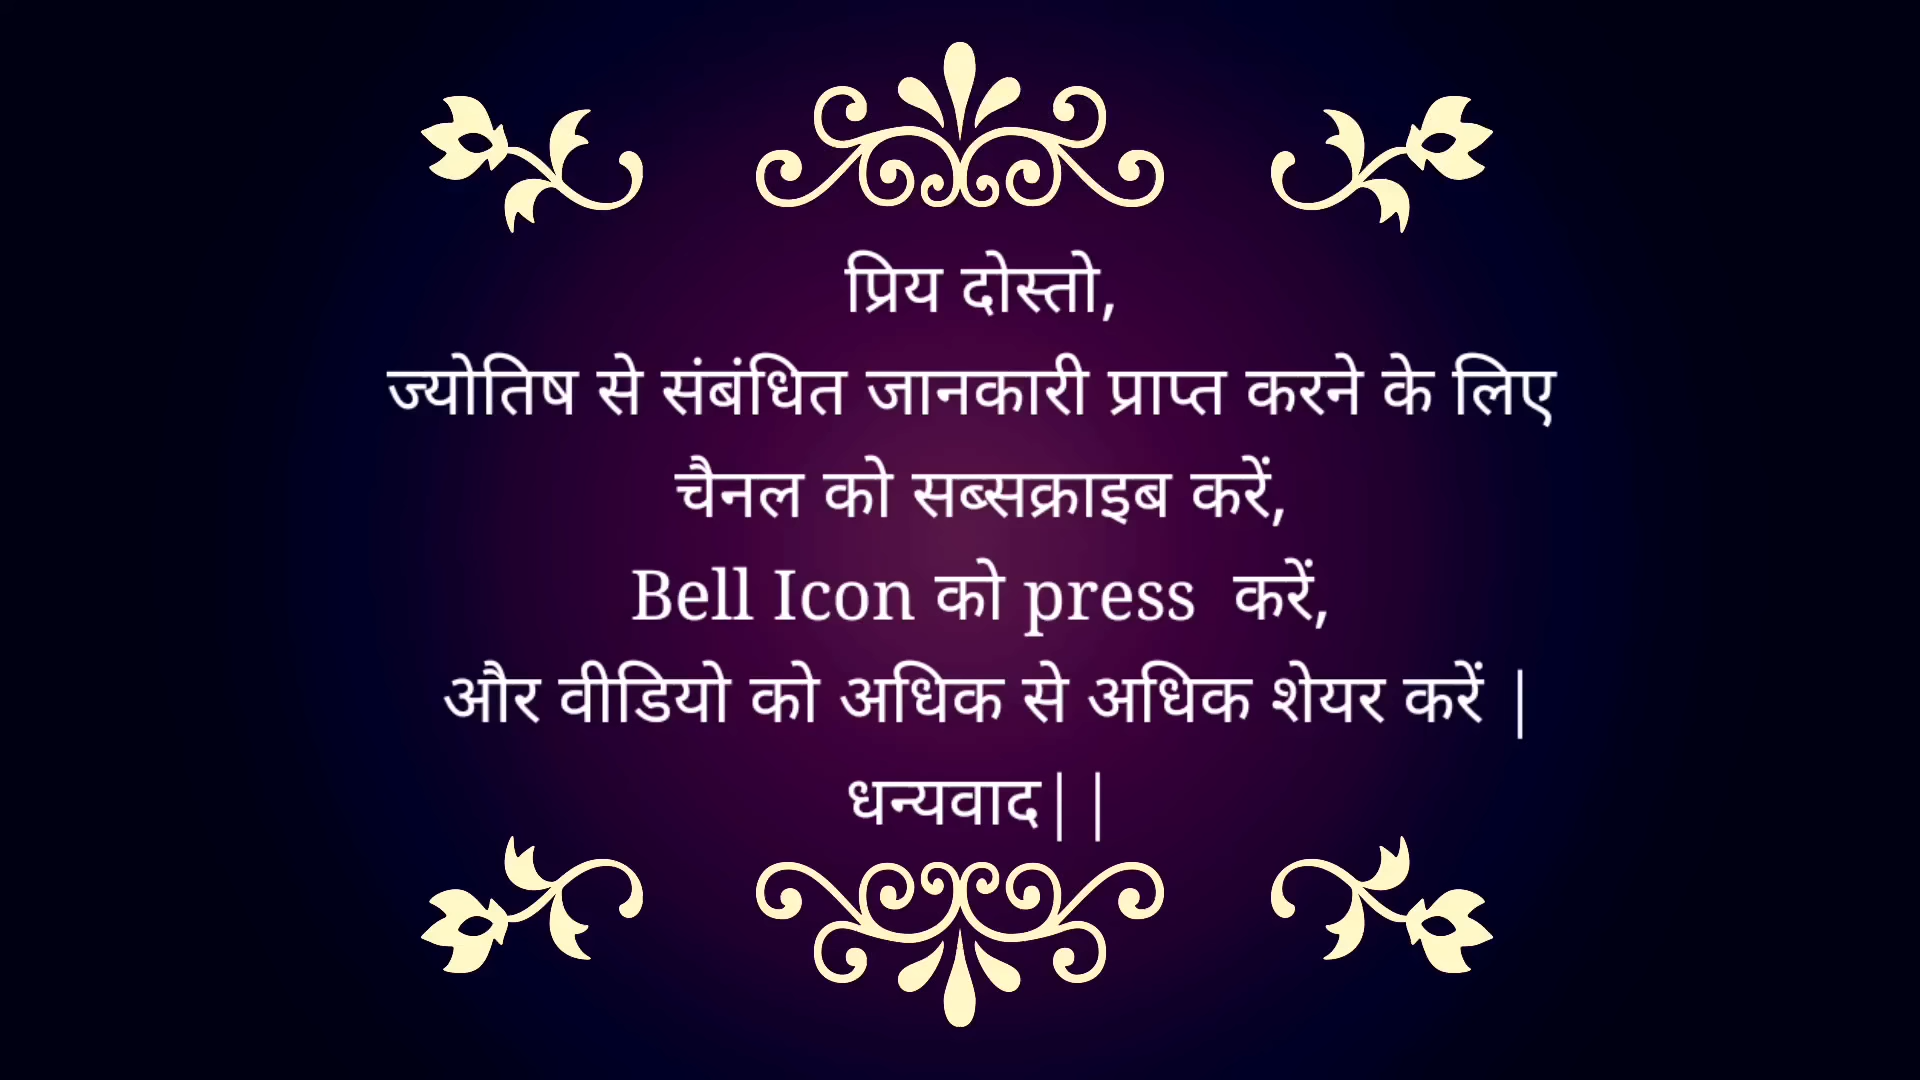 प्रिय दोस्तो,
ज्योतिष से संबंधित जानकारी प्राप्त करने के लिए
चैनल को सब्सक्राइब करें,
Bell Icon को press  करें,
और वीडियो को अधिक से अधिक शेयर करें |
धन्यवाद||